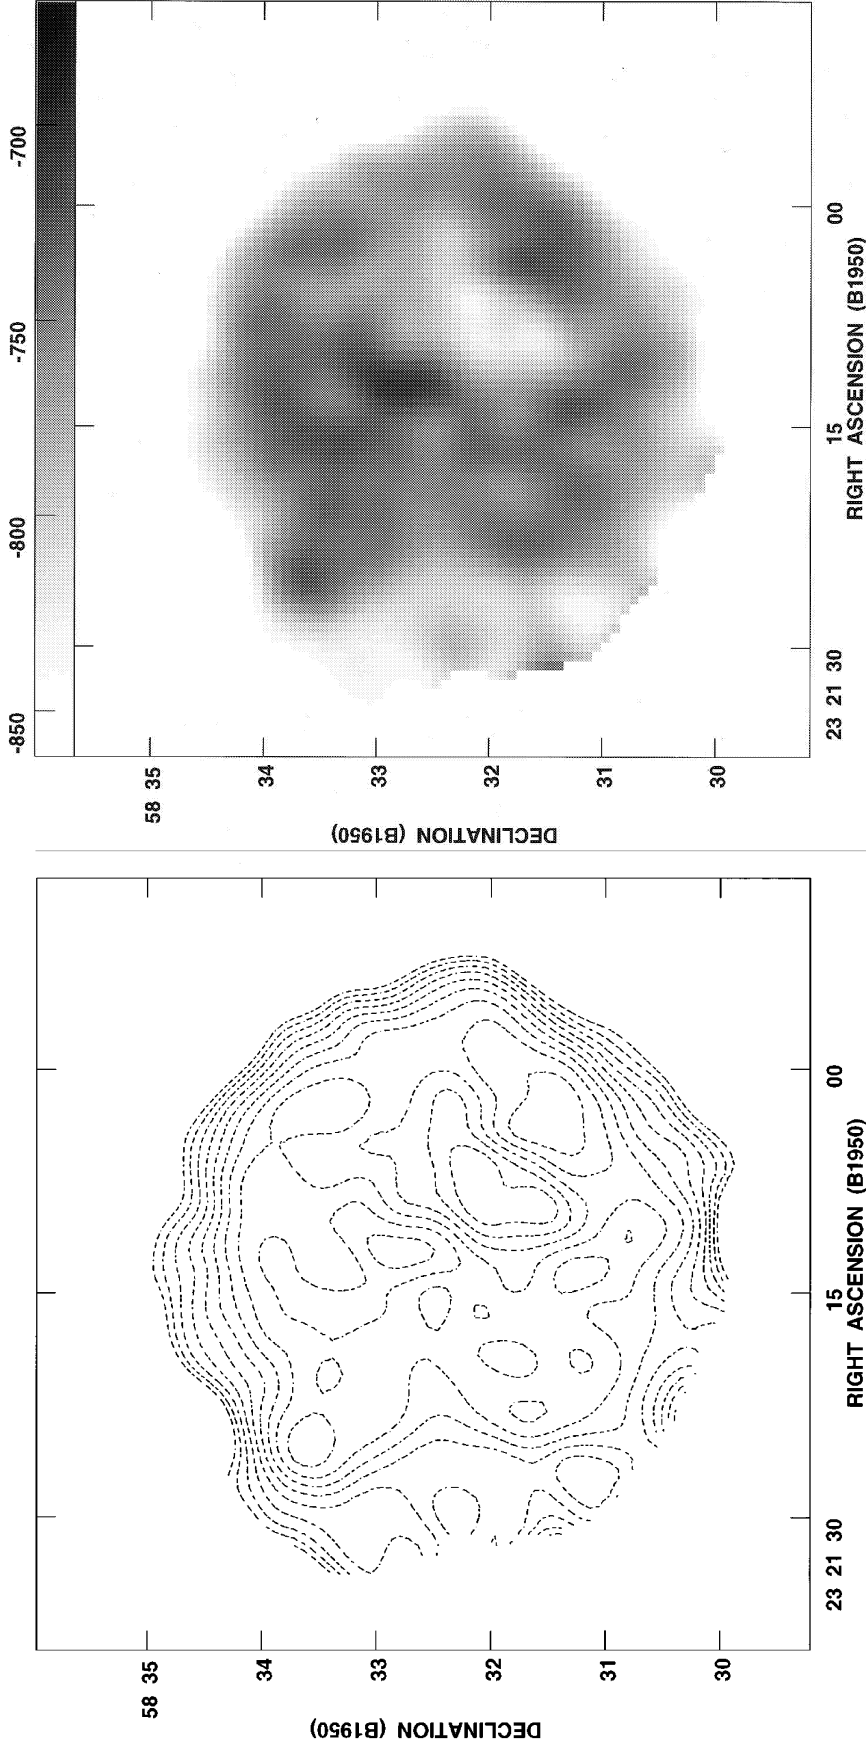 -850 -800 -750 -700
58 35
34
33
32
31
30
DECLINATION (B1950)
23 21 30 15 00
RIGHT ASCENSION (B1950)
58 35
34
33
32
31
30
DECLINATION (B1950)
23 21 30 15 00
RIGHT ASCENSION (B1950)